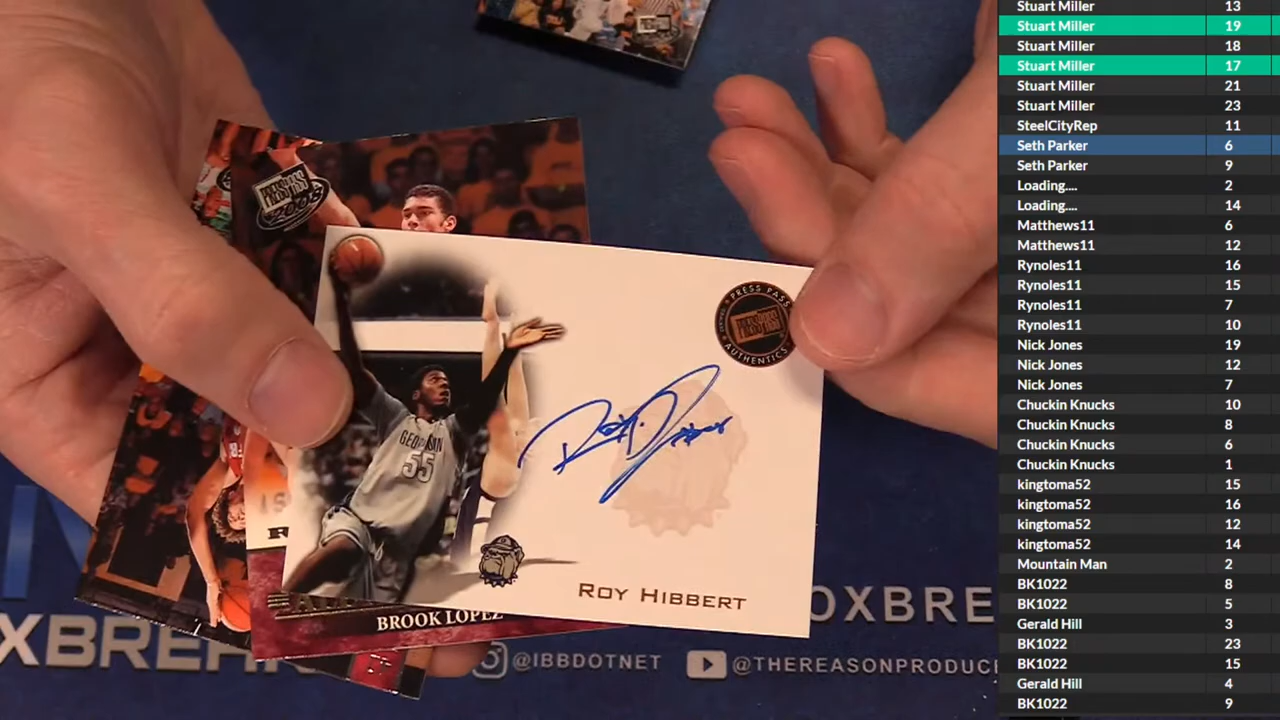 PRESS PASS
AUTHENTICS
GEO
55
ROY HIBBERT
BROOK LOPEZ
2008
OXBRE
XBRE
@IBBDOTNET
@THEREASONPRODUC
Stuart Miller 13
Stuart Miller 19
Stuart Miller 18
Stuart Miller 17
Stuart Miller 21
Stuart Miller 23
SteelCityRep 11
Seth Parker 6
Seth Parker 9
Loading.... 2
Loading.... 14
Matthews11 6
Matthews11 12
Rynoles11 16
Rynoles11 15
Rynoles11 7
Rynoles11 10
Nick Jones 19
Nick Jones 12
Nick Jones 7
Chuckin Knucks 10
Chuckin Knucks 8
Chuckin Knucks 6
Chuckin Knucks 1
kingtoma52 15
kingtoma52 16
kingtoma52 12
kingtoma52 14
Mountain Man 2
BK1022 8
BK1022 5
Gerald Hill 3
BK1022 23
BK1022 15
Gerald Hill 4
BK1022 9